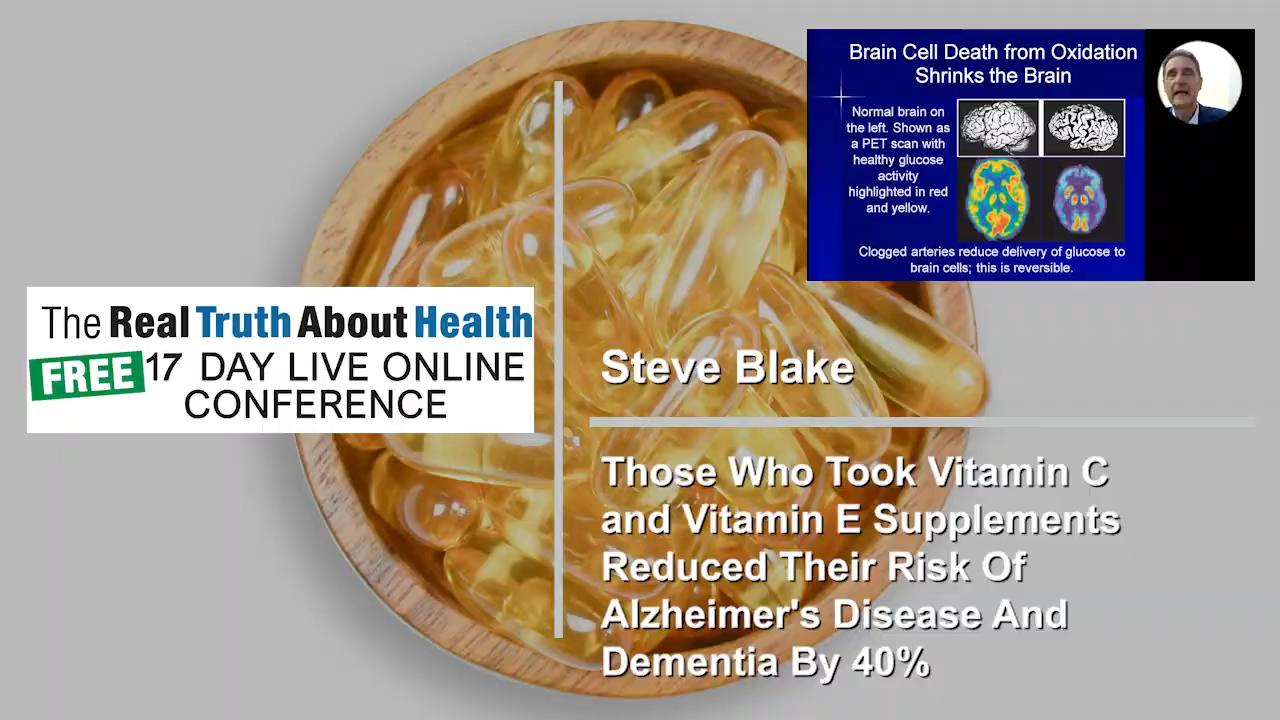 Brain Cell Death from Oxidation
Shrinks the Brain
Normal brain on
the left. Shown as
a PET scan with
healthy glucose
activity
highlighted in red
and yellow.
Clogged arteries reduce delivery of glucose to
brain cells; this is reversible.
The Real Truth About Health
FREE 17 DAY LIVE ONLINE
CONFERENCE
Steve Blake
Those Who Took Vitamin C
and Vitamin E Supplements
Reduced Their Risk Of
Alzheimer's Disease And
Dementia By 40%